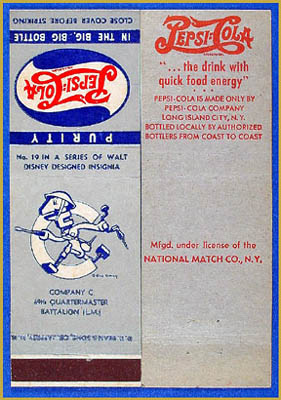 CLOSE COVER BEFORE STRIKING
IN THE BIG, BIG BOTTLE
PEPSI-COLA
PURITY
No. 19 IN A SERIES OF WALT
DISNEY DESIGNED INSIGNIA
COMPANY C
69th QUARTERMASTER
BATTALION (L.M.)
PEPSI-COLA
"... the drink with
quick food energy"
PEPSI-COLA IS MADE ONLY BY
PEPSI-COLA COMPANY
LONG ISLAND CITY, N.Y.
BOTTLED LOCALLY BY AUTHORIZED
BOTTLERS FROM COAST TO COAST
Mfgd. under license of the
NATIONAL MATCH CO., N.Y.